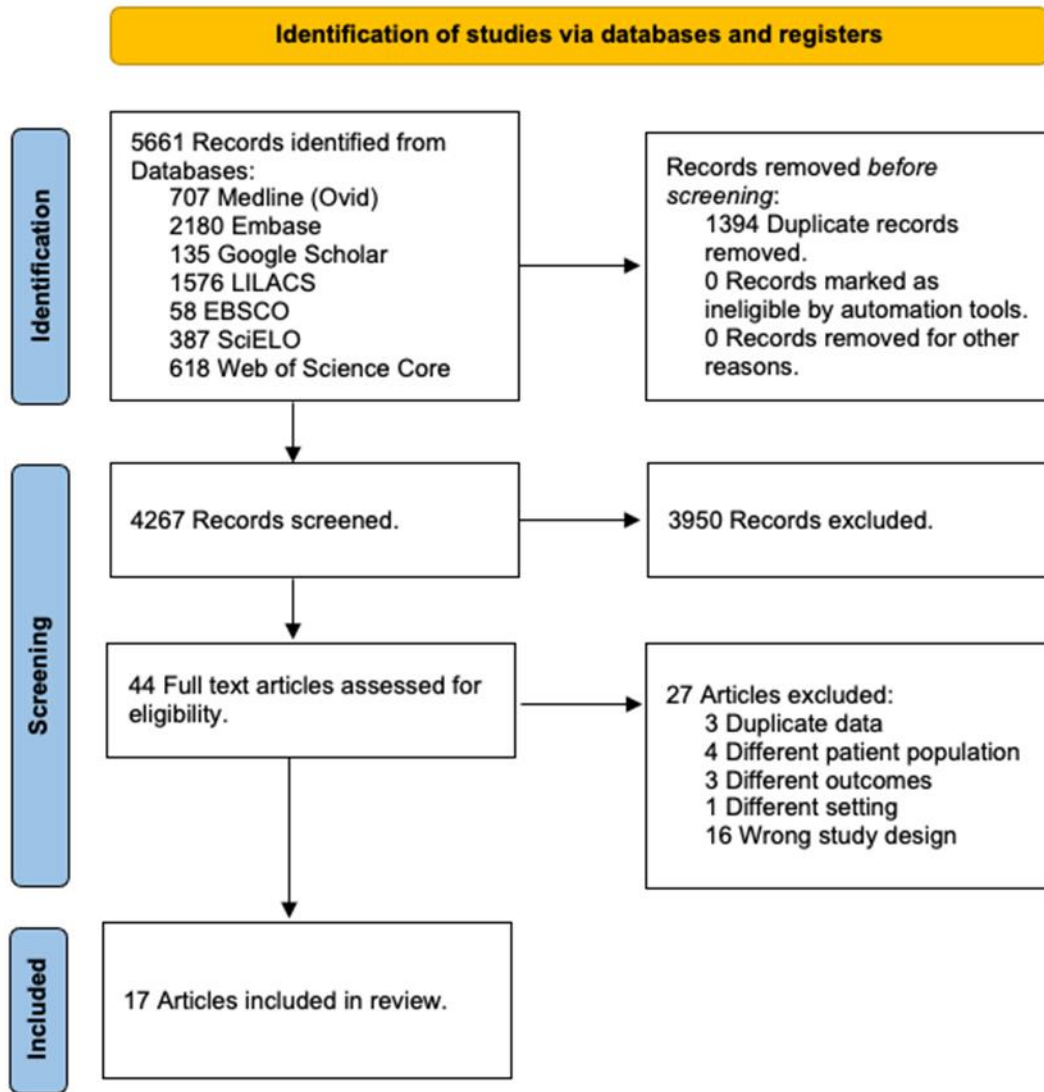 Identification of studies via databases and registers
Identification
5661 Records identified from
Databases:
707 Medline (Ovid)
2180 Embase
135 Google Scholar
1576 LILACS
58 EBSCO
387 SciELO
618 Web of Science Core
Records removed before
screening:
1394 Duplicate records
removed.
0 Records marked as
ineligible by automation tools.
0 Records removed for other
reasons.
Screening
4267 Records screened.
3950 Records excluded.
44 Full text articles assessed for
eligibility.
27 Articles excluded:
3 Duplicate data
4 Different patient population
3 Different outcomes
1 Different setting
16 Wrong study design
Included
17 Articles included in review.